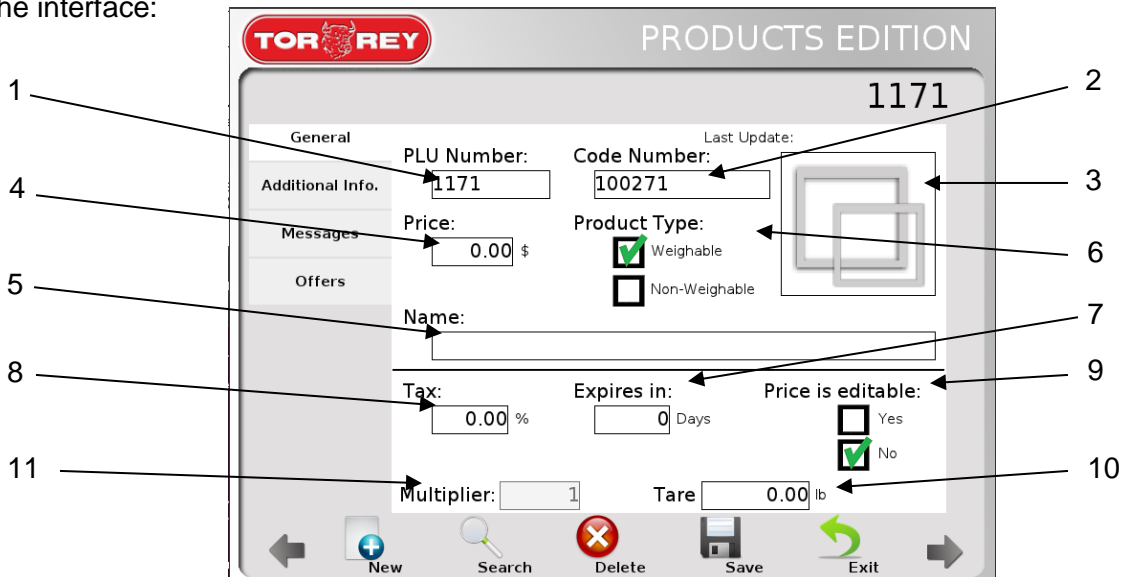 he interface:
TOR REY
PRODUCTS EDITION
1171
1
2
General
Last Update:
PLU Number:
Code Number:
1171
100271
3
Additional Info.
4
Price:
Product Type:
0.00 $
Weighable
6
Messages
Non-Weighable
Offers
5
Name:
7
8
Tax:
Expires in:
Price is editable:
9
0.00 %
0 Days
Yes
No
11
Multiplier: 1
Tare 0.00 lb
10
New
Search
Delete
Save
Exit